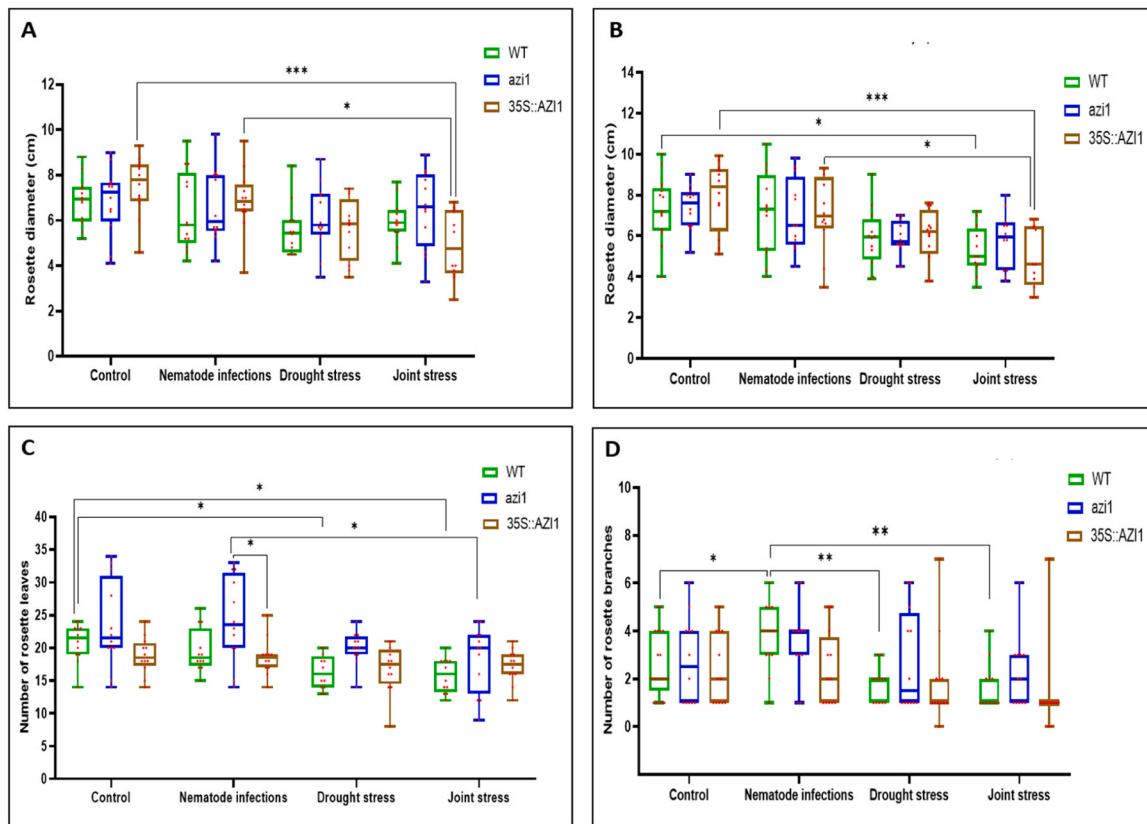 A
WT
azi1
35S::AZI1
***
*
Rosette diameter (cm)
12
10
8
6
4
2
0
Control Nematode infections Drought stress Joint stress
B
WT
azi1
35S::AZI1
***
*
*
Rosette diameter (cm)
14
12
10
8
6
4
2
0
Control Nematode infections Drought stress Joint stress
C
WT
azi1
35S::AZI1
*
*
*
*
Number of rosette leaves
40
35
30
25
20
15
10
5
0
Control Nematode infections Drought stress Joint stress
D
WT
azi1
35S::AZI1
**
*
**
Number of rosette branches
10
8
6
4
2
0
Control Nematode infections Drought stress Joint stress